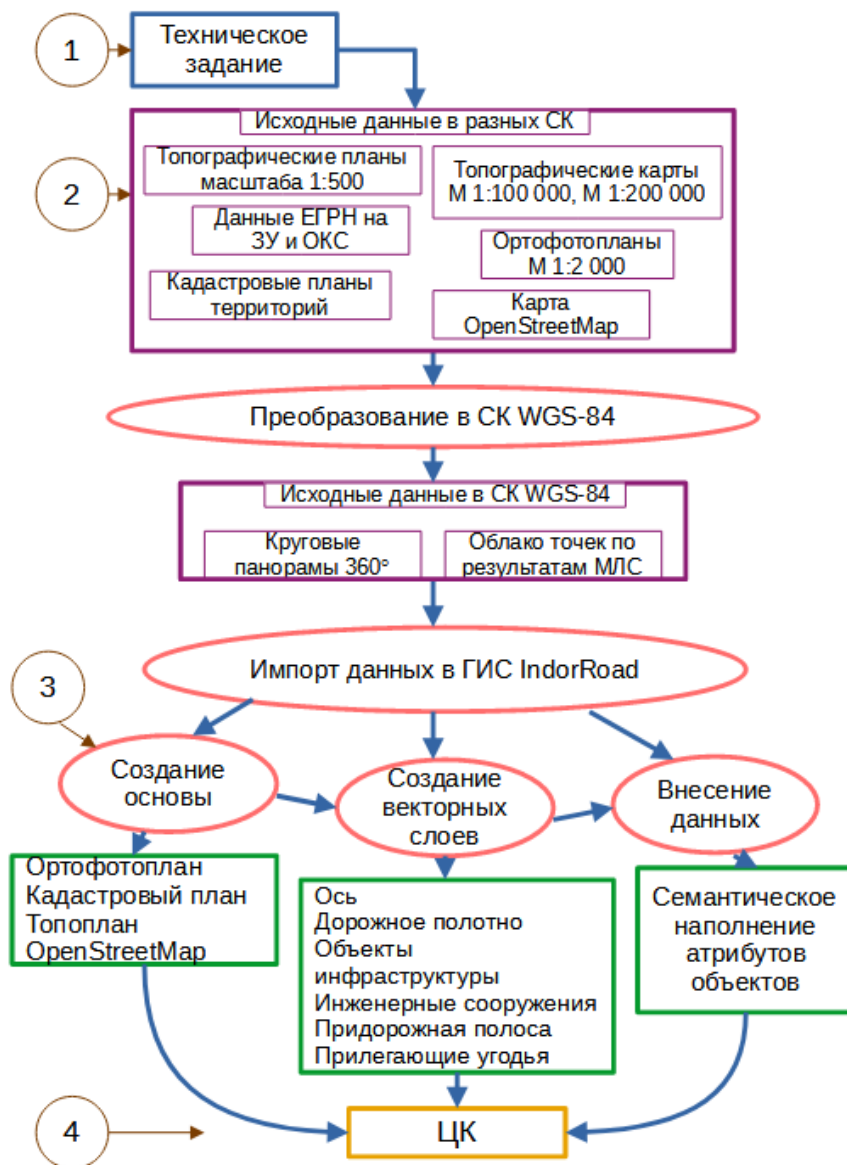 1
Техническое
задание
Исходные данные в разных СК
2
Топографические планы
масштаба 1:500
Топографические карты
М 1:100 000, М 1:200 000
Данные ЕГРН на
ЗУ и ОКС
Ортофотопланы
М 1:2 000
Кадастровые планы
территорий
Карта
OpenStreetMap
Преобразование в СК WGS-84
Исходные данные в СК WGS-84
Круговые
панорамы 360°
Облако точек по
результатам МЛС
Импорт данных в ГИС IndorRoad
3
Создание
основы
Создание
векторных
слоев
Внесение
данных
Ортофотоплан
Кадастровый план
Топоплан
OpenStreetMap
Ось
Дорожное полотно
Объекты
инфраструктуры
Инженерные сооружения
Придорожная полоса
Прилегающие угодья
Семантическое
наполнение
атрибутов
объектов
4
ЦК